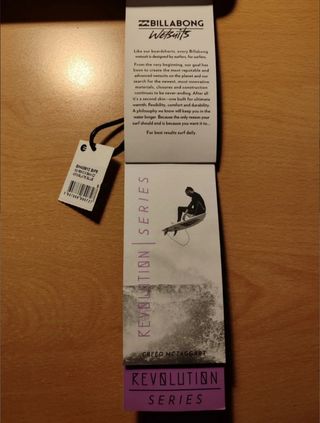 BILLABONG
Wetsuits
Like our boardshorts, every Billabong
wetsuit is designed by surfers, for surfers.
From the very beginning, our goal has
been to create the most reputable and
advanced wetsuits on the planet and our
search for the newest, most innovative
materials, closures and construction
continues to be never-ending. After all
it's a second skin - one built for ultimate
warmth, flexibility, comfort and durability.
A philosophy we know will keep you in the
water longer. Because the only reason your
surf should end is because you want it to...
For best results surf daily
REVOLUTION | SERIES
CREED MCTAGGART
REVOLUTION
SERIES